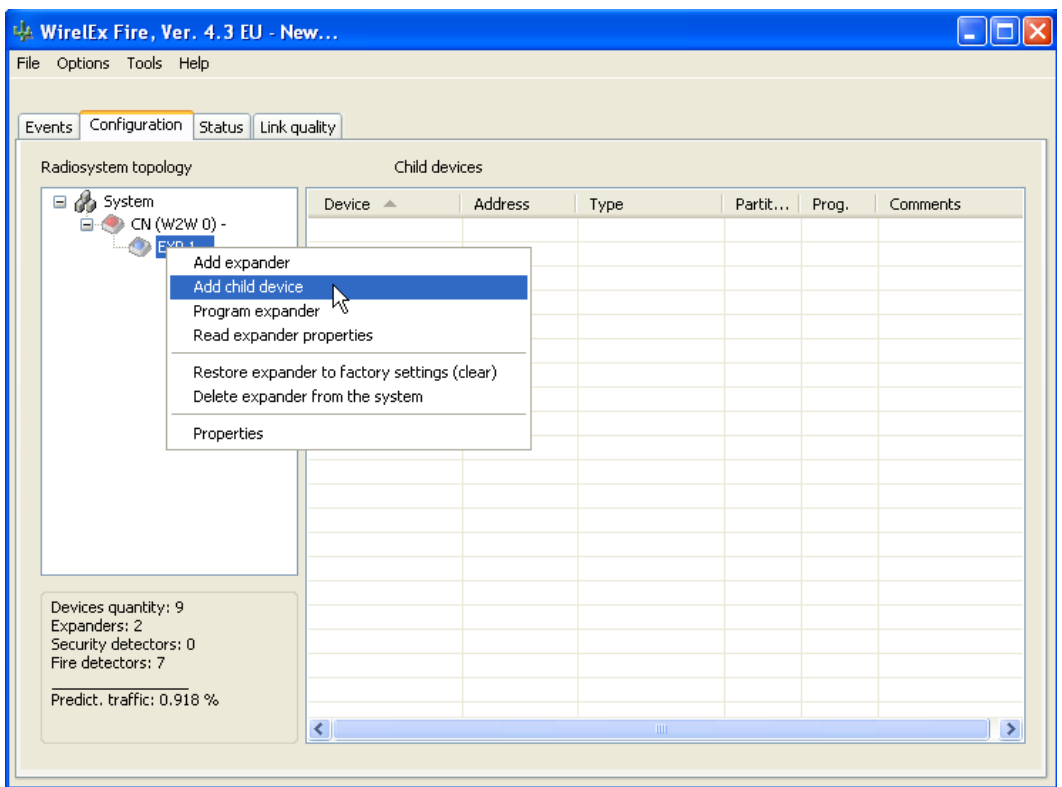 WirelEx Fire, Ver. 4.3 EU - New...
File Options Tools Help
Events Configuration Status Link quality
Radiosystem topology Child devices
System
CN (W2W 0) -
EXP 1
Device Address Type Partit... Prog. Comments
Add expander
Add child device
Program expander
Read expander properties
Restore expander to factory settings (clear)
Delete expander from the system
Properties
Devices quantity: 9
Expanders: 2
Security detectors: 0
Fire detectors: 7
Predict. traffic: 0.918 %